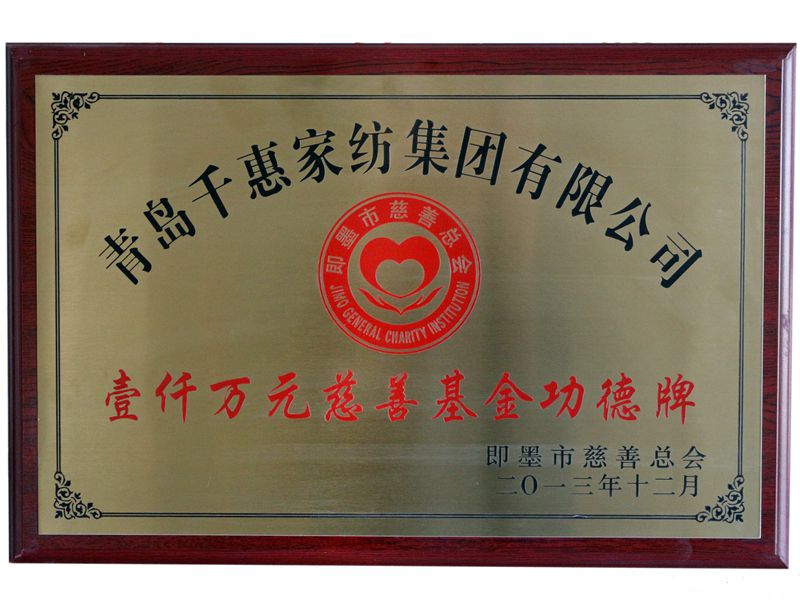 青岛千惠家纺集团有限公司
即墨市慈善总会
JIMO GENERAL CHARITY INSTITUTION
壹仟万元慈善基金功德牌
即墨市慈善总会
二O一三年十二月